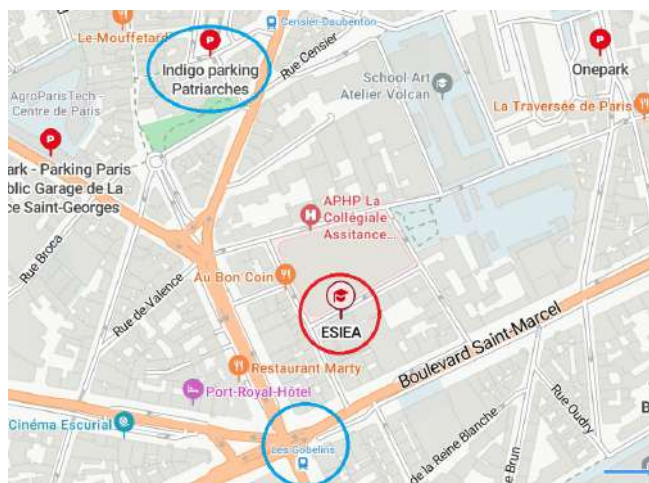 Censier-Daubenton
Le-Mouffetard
Indigo parking
Patriarches
Rue Censier
Onepark
School Art
Atelier Volcan
AgroParisTech -
Centre de Paris
La Traversée de Paris
ark - Parking Paris
blic Garage de La
ce Saint-Georges
APHP La
Collégiale
Assitance...
Rue Broca
Au Bon Coin
Rue de Valence
ESIEA
Boulevard Saint-Marcel
Restaurant Marty
Port-Royal-Hôtel
Cinéma Escurial
Les Gobelins
de la Reine Blanche
Rue Oudry
Brun
B